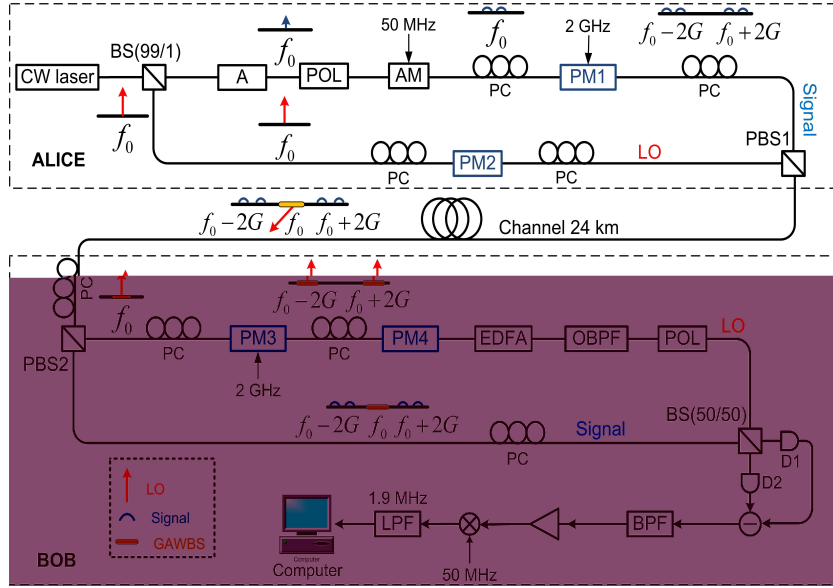 50 MHz
2 GHz
f₀
f₀
f₀−2G f₀+2G
BS(99/1)
CW laser
A
POL
AM
PC
PM1
PC
Signal
f₀
f₀
PBS1
ALICE
PC
PM2
PC
LO
f₀−2G f₀ f₀+2G
Channel 24 km
PC
f₀
f₀−2G f₀+2G
LO
PBS2
PC
PM3
PC
PM4
EDFA
OBPF
POL
2 GHz
BS(50/50)
f₀−2G f₀ f₀+2G
PC
Signal
D1
D2
LO
Signal
GAWBS
1.9 MHz
LPF
BPF
Computer
Computer
50 MHz
BOB